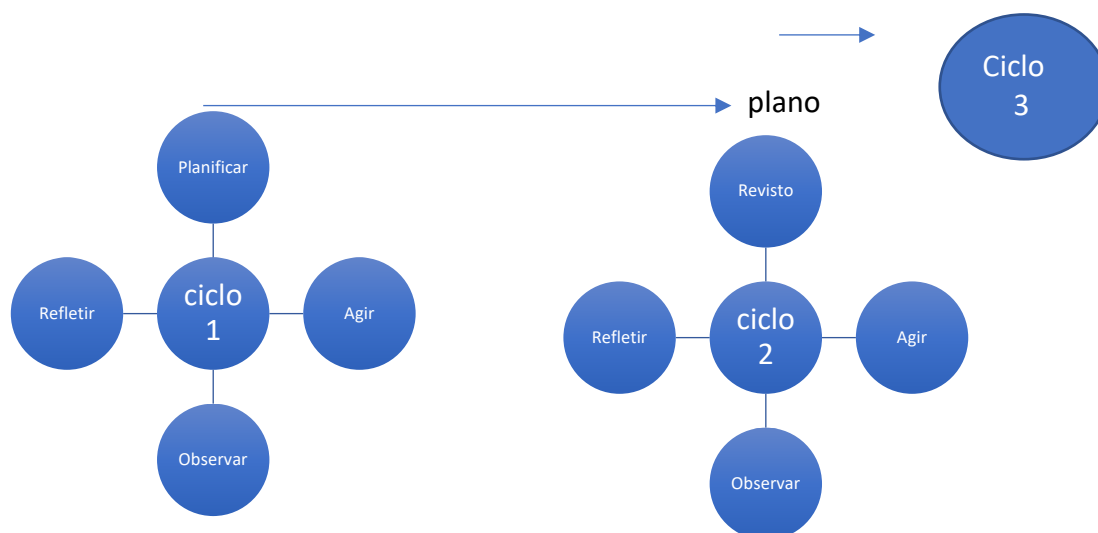 Ciclo
3
plano
Planificar
Revisto
Refletir
ciclo
1
Agir
Refletir
ciclo
2
Agir
Observar
Observar